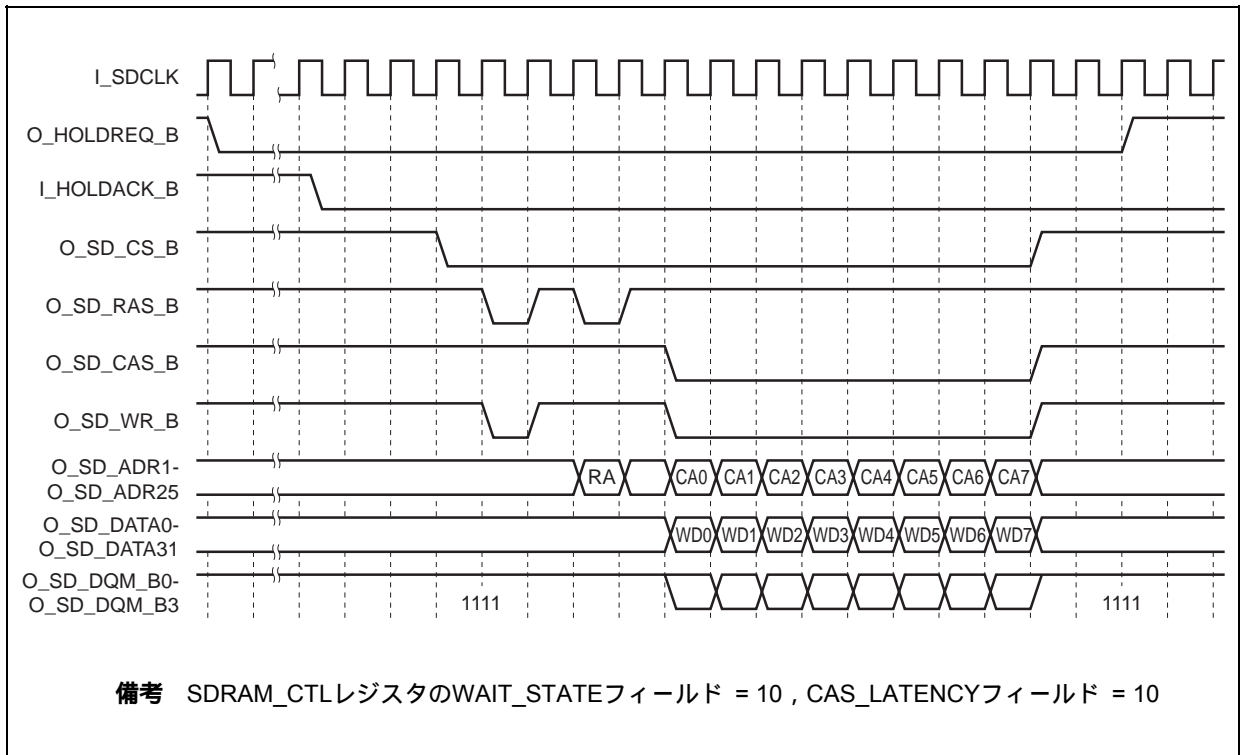 I_SDCLK
O_HOLDREQ_B
I_HOLDACK_B
O_SD_CS_B
O_SD_RAS_B
O_SD_CAS_B
O_SD_WR_B
O_SD_ADR1-
O_SD_ADR25
RA CA0 CA1 CA2 CA3 CA4 CA5 CA6 CA7
O_SD_DATA0-
O_SD_DATA31
WD0 WD1 WD2 WD3 WD4 WD5 WD6 WD7
O_SD_DQM_B0-
O_SD_DQM_B3
1111 1111
備考 SDRAM_CTLレジスタのWAIT_STATEフィールド = 10 , CAS_LATENCYフィールド = 10